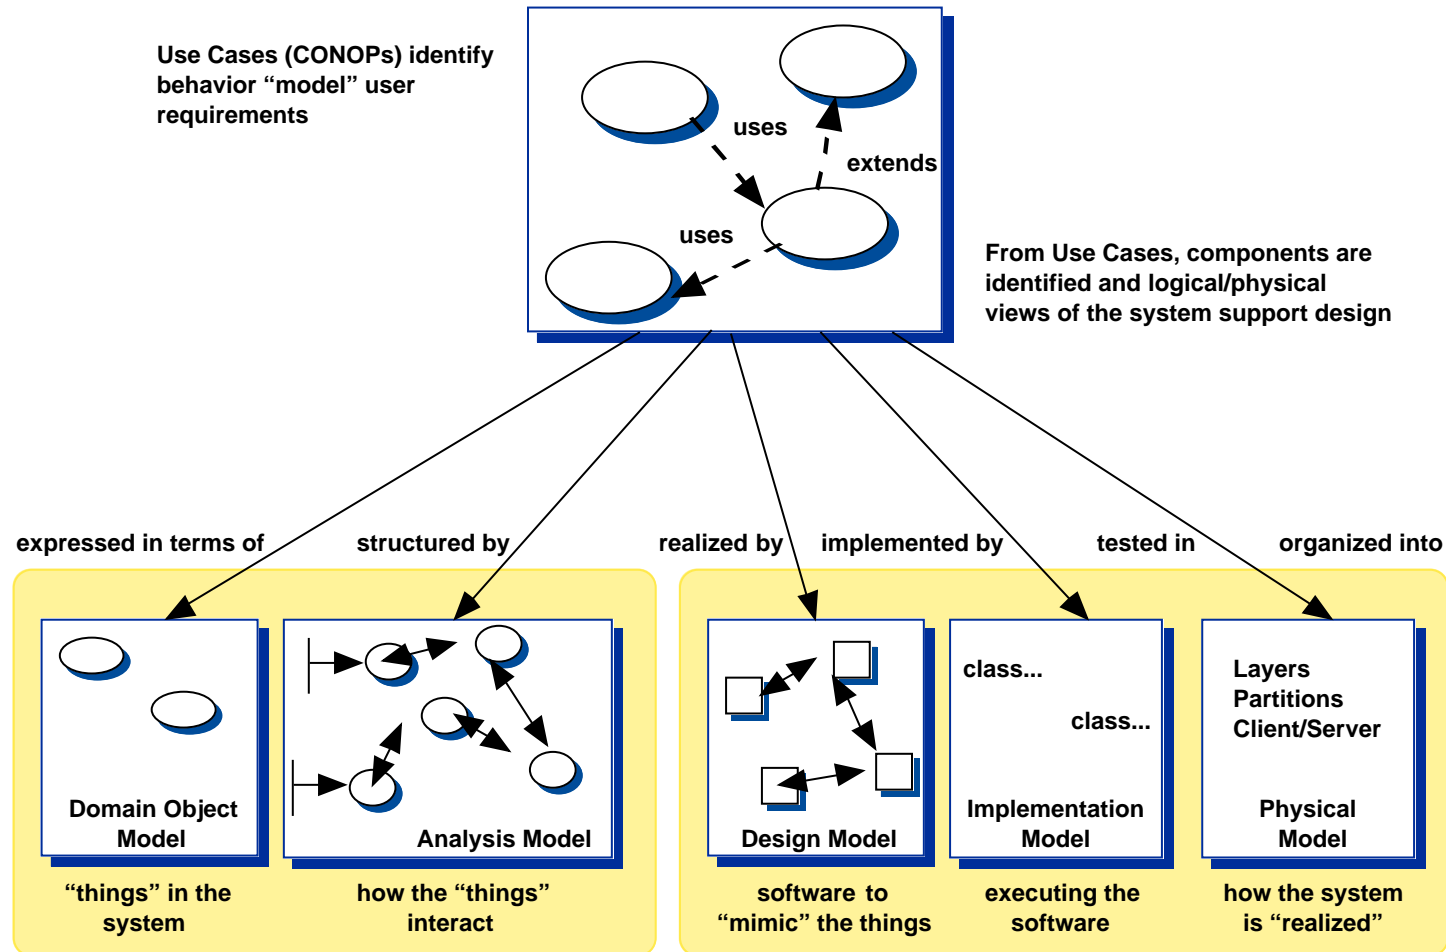 Use Cases (CONOPs) identify
behavior “model” user
requirements
uses
extends
uses
From Use Cases, components are
identified and logical/physical
views of the system support design
expressed in terms of
structured by
realized by
implemented by
tested in
organized into
Domain Object
Model
Analysis Model
Design Model
class...
class...
Implementation
Model
Layers
Partitions
Client/Server
Physical
Model
“things” in the
system
how the “things”
interact
software to
“mimic” the things
executing the
software
how the system
is “realized”